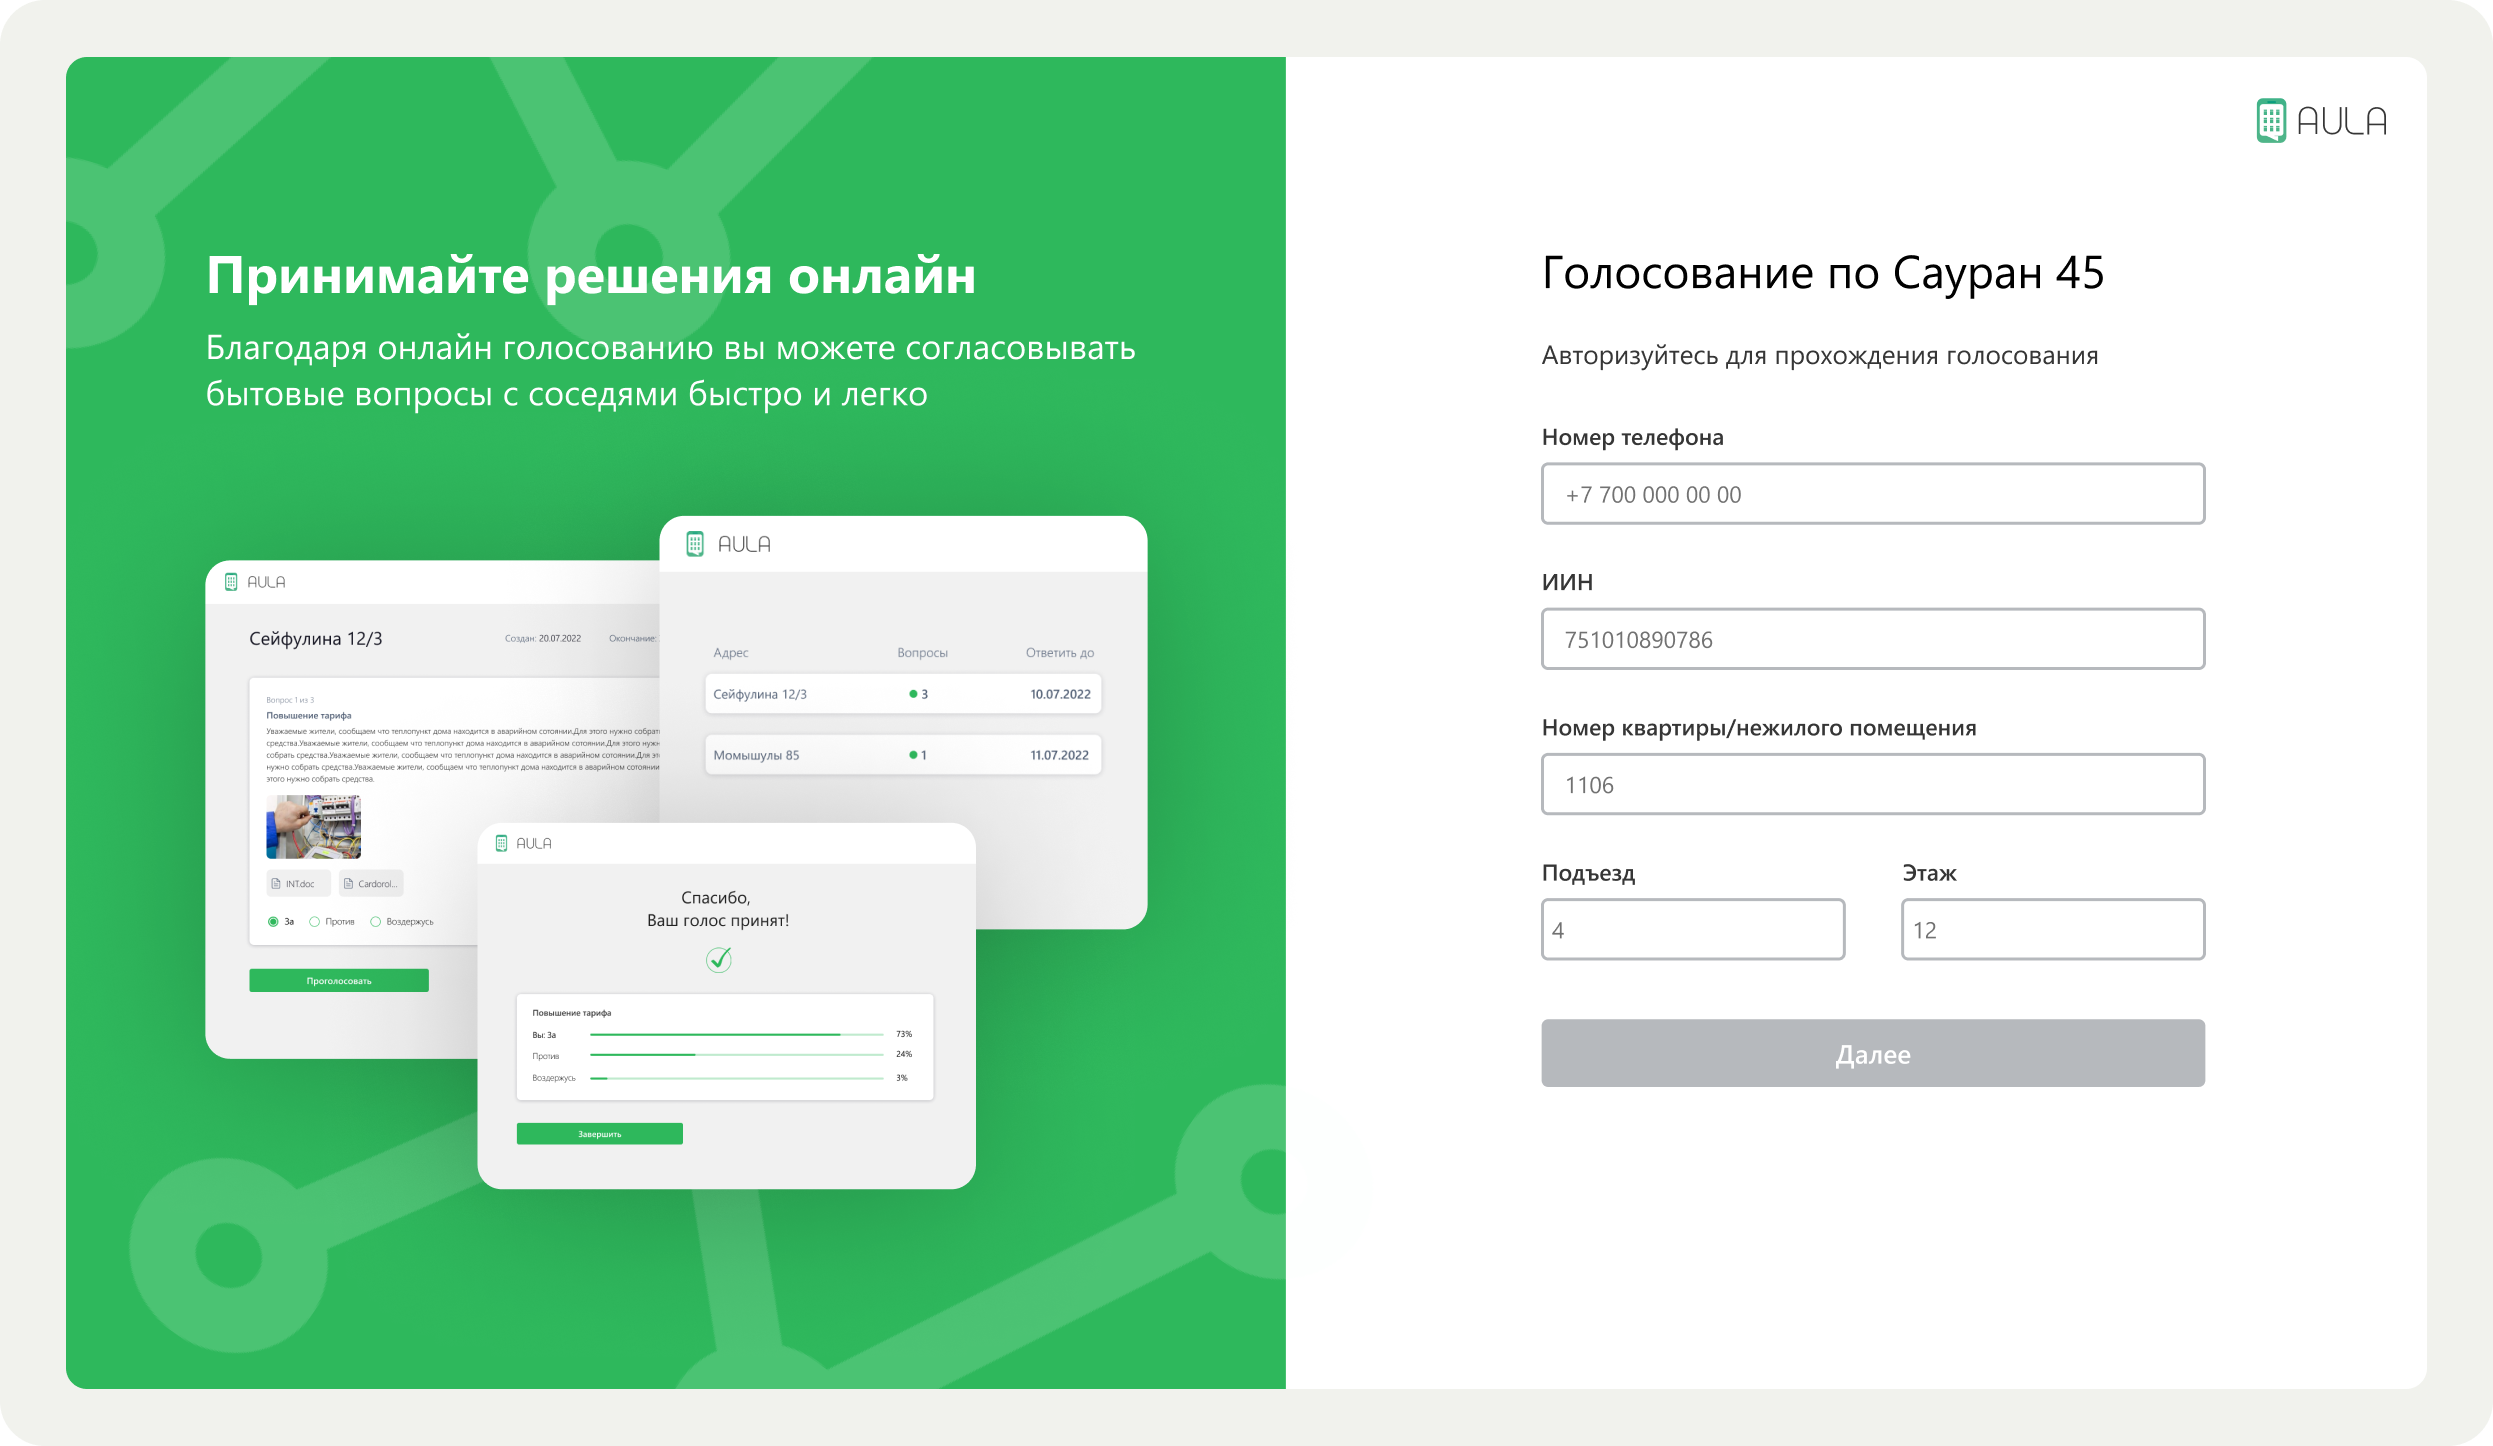 Принимайте решения онлайн
Благодаря онлайн голосованию вы можете согласовывать
бытовые вопросы с соседями быстро и легко
AULA
Сейфулина 12/3
Создан: 20.07.2022
Окончание:
Вопрос 1 из 3
Повышение тарифа
Уважаемые жители, сообщаем что теплопункт дома находится в аварийном сотоянии.Для этого нужно собрат
средства.Уважаемые жители, сообщаем что теплопункт дома находится в аварийном сотоянии.Для этого нужн
собрать средства.Уважаемые жители, сообщаем что теплопункт дома находится в аварийном сотоянии.Для эт
нужно собрать средства.Уважаемые жители, сообщаем что теплопункт дома находится в аварийном сотоянии
этого нужно собрать средства.
INT.doc
Cardorol...
За
Против
Воздержусь
Проголосовать
AULA
Адрес
Вопросы
Ответить до
Сейфулина 12/3
3
10.07.2022
Момышулы 85
1
11.07.2022
AULA
Спасибо,
Ваш голос принят!
Повышение тарифа
Вы: За
73%
Против
24%
Воздержусь
3%
Завершить
AULA
Голосование по Сауран 45
Авторизуйтесь для прохождения голосования
Номер телефона
+7 700 000 00 00
ИИН
751010890786
Номер квартиры/нежилого помещения
1106
Подъезд
Этаж
4
12
Далее